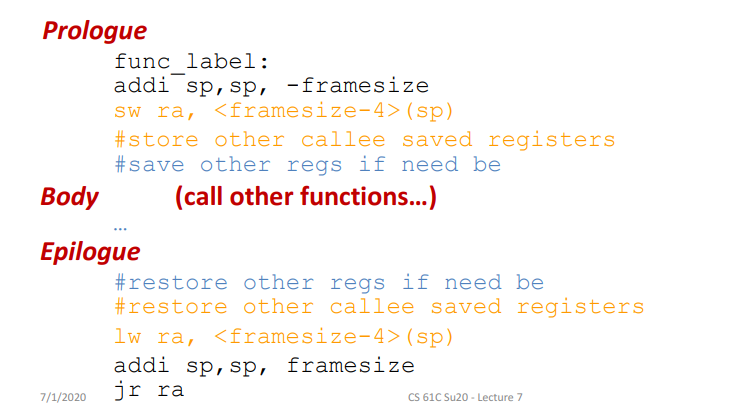 Prologue
func_label:
addi sp,sp, -framesize
sw ra, <framesize-4>(sp)
#store other callee saved registers
#save other regs if need be
Body (call other functions…)
…
Epilogue
#restore other regs if need be
#restore other callee saved registers
lw ra, <framesize-4>(sp)
addi sp,sp, framesize
jr ra
7/1/2020 CS 61C Su20 - Lecture 7